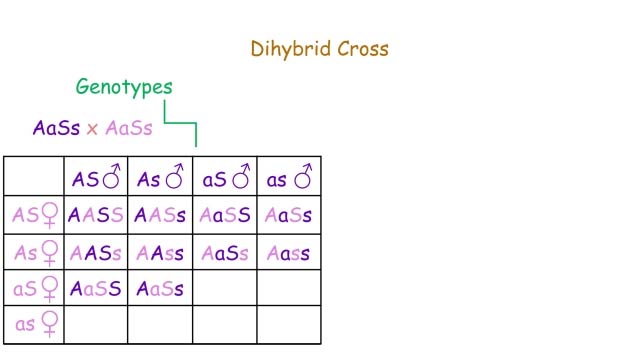 Dihybrid Cross
Genotypes
AaSs x AaSs
AS♂ As♂ aS♂ as♂
AS♀ AASS AASs AaSS AaSs
As♀ AASs AAss AaSs Aass
aS♀ AaSS AaSs
as♀